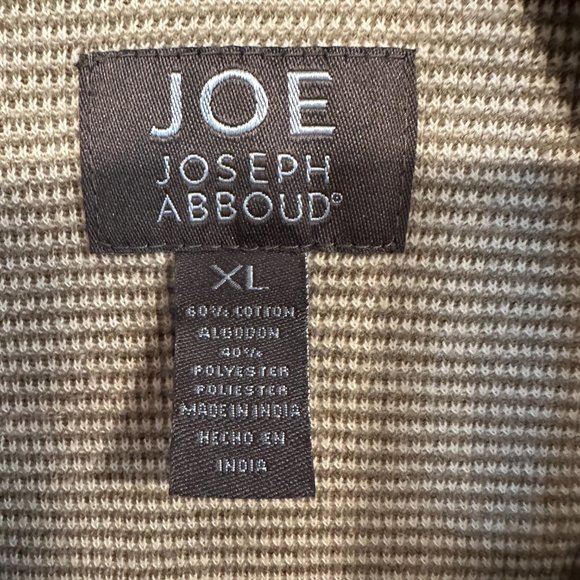 JOE
JOSEPH
ABBOUD®
XL
60% COTTON
ALGODON
40%
POLYESTER
POLIESTER
MADE IN INDIA
HECHO EN
INDIA